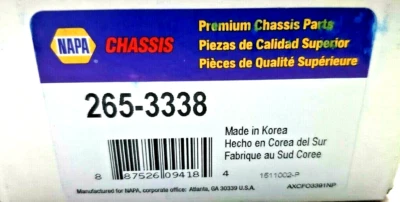 NAPA CHASSIS
Premium Chassis Parts
Piezas de Calidad Superior
Pièces de Qualité Supérieure
265-3338
Made in Korea
Hecho en Corea del Sur
Fabrique au Sud Coree
8 87526 09418 4
1611002-P
Manufactured for NAPA, corporate office: Atlanta, GA 30339 U.S.A.
AXCFO3391NP